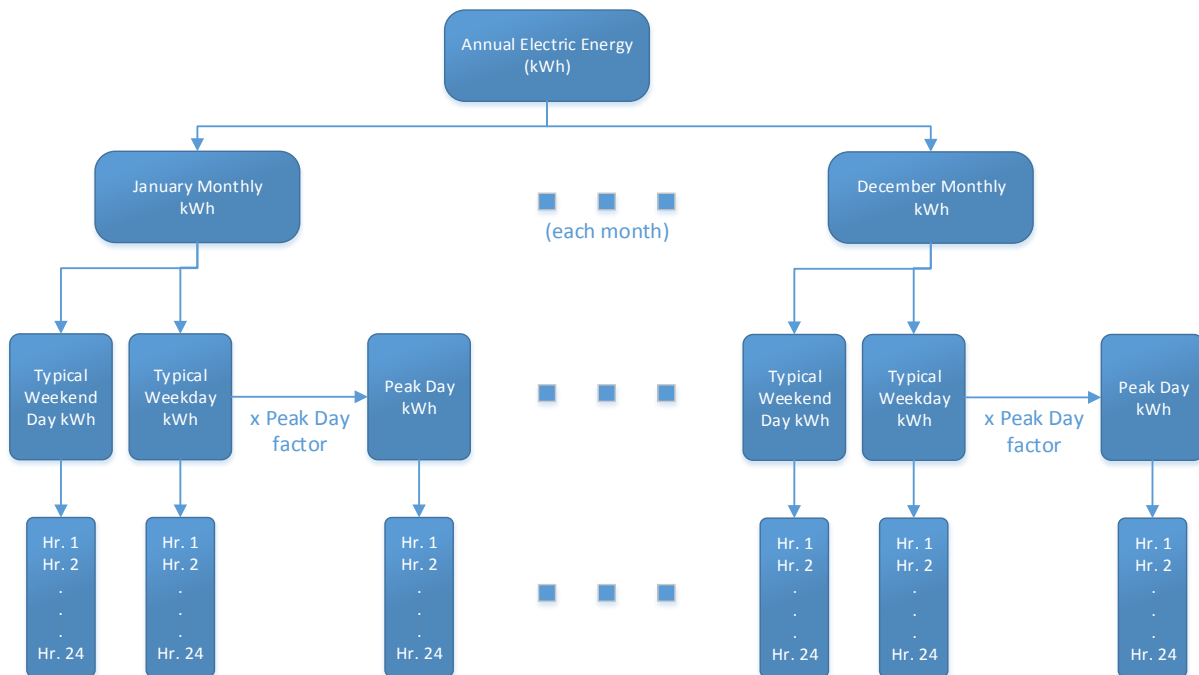 Annual Electric Energy
(kWh)
January Monthly
kWh
(each month)
December Monthly
kWh
Typical
Weekend
Day kWh
Typical
Weekday
kWh
x Peak Day
factor
Peak Day
kWh
Typical
Weekend
Day kWh
Typical
Weekday
kWh
x Peak Day
factor
Peak Day
kWh
Hr. 1
Hr. 2
.
.
.
Hr. 24
Hr. 1
Hr. 2
.
.
.
Hr. 24
Hr. 1
Hr. 2
.
.
.
Hr. 24
Hr. 1
Hr. 2
.
.
.
Hr. 24
Hr. 1
Hr. 2
.
.
.
Hr. 24
Hr. 1
Hr. 2
.
.
.
Hr. 24